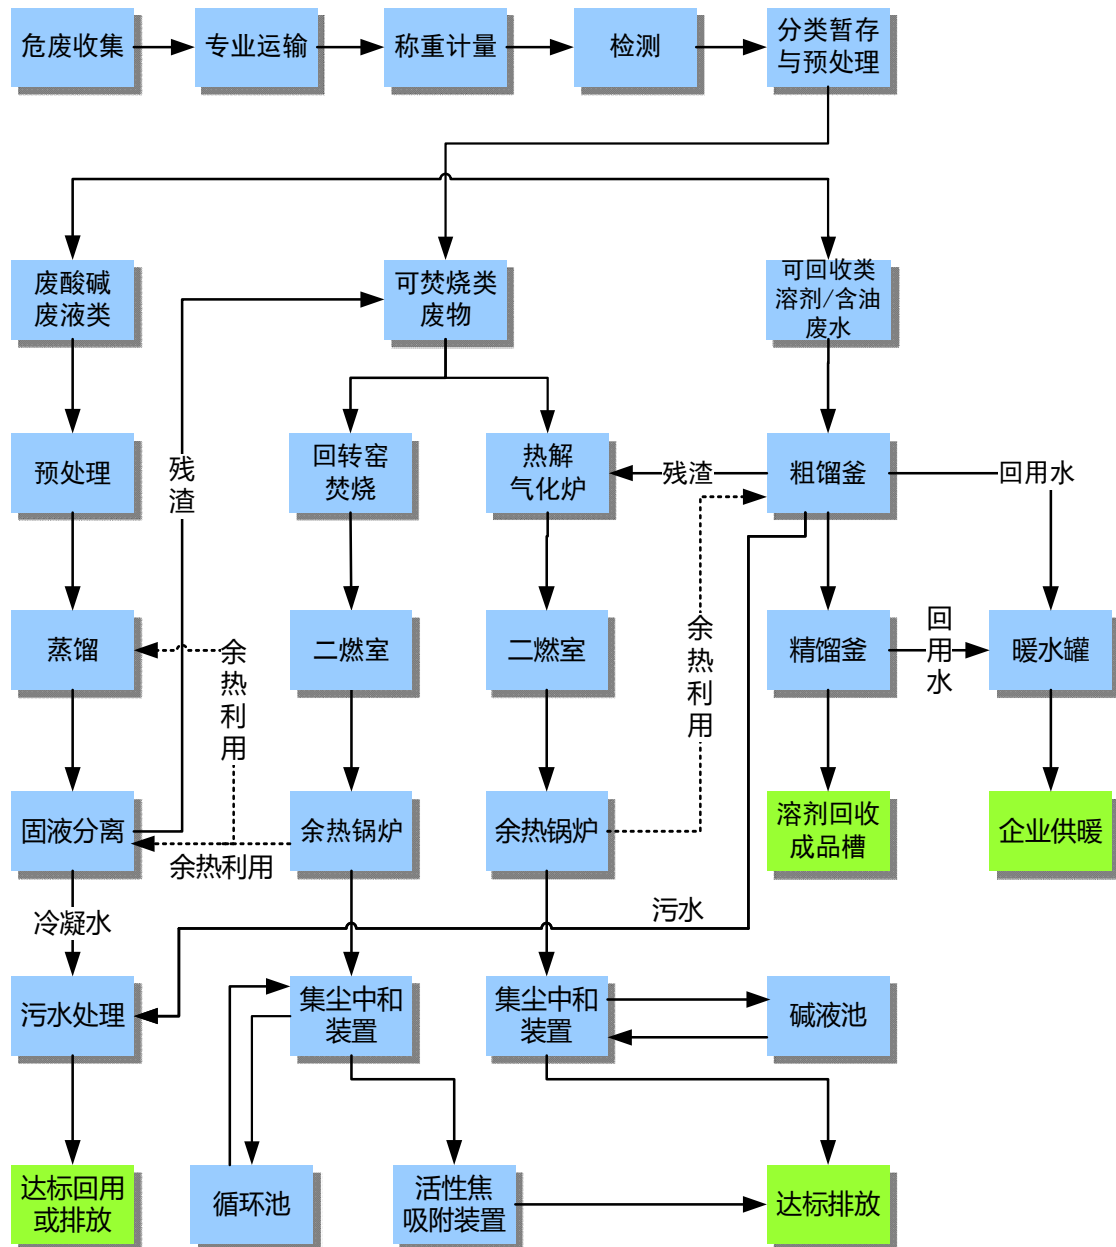 危废收集
专业运输
称重计量
检测
分类暂存
与预处理
废酸碱
废液类
可焚烧类
废物
可回收类
溶剂/含油
废水
预处理
残渣
回转窑
焚烧
热解
气化炉
残渣
粗馏釜
回用水
蒸馏
余热利用
二燃室
二燃室
余热利用
精馏釜
回用水
暖水罐
固液分离
余热利用
余热锅炉
余热锅炉
溶剂回收
成品槽
企业供暖
冷凝水
污水
污水处理
集尘中和
装置
集尘中和
装置
碱液池
达标回用
或排放
循环池
活性焦
吸附装置
达标排放